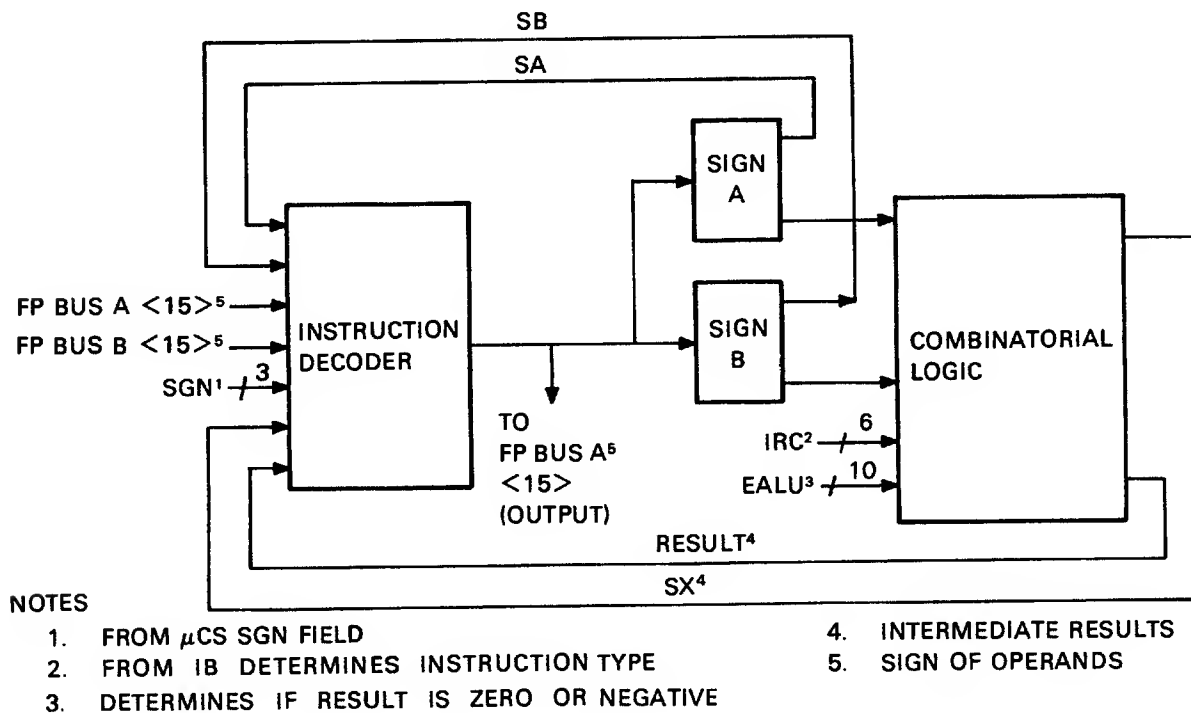 SB
SA
SIGN
A
FP BUS A <15>⁵
FP BUS B <15>⁵
SGN¹
3
INSTRUCTION
DECODER
SIGN
B
COMBINATORIAL
LOGIC
TO
FP BUS A⁵
<15>
(OUTPUT)
IRC²
6
EALU³
10
RESULT⁴
SX⁴
NOTES
1. FROM μCS SGN FIELD
2. FROM IB DETERMINES INSTRUCTION TYPE
3. DETERMINES IF RESULT IS ZERO OR NEGATIVE
4. INTERMEDIATE RESULTS
5. SIGN OF OPERANDS